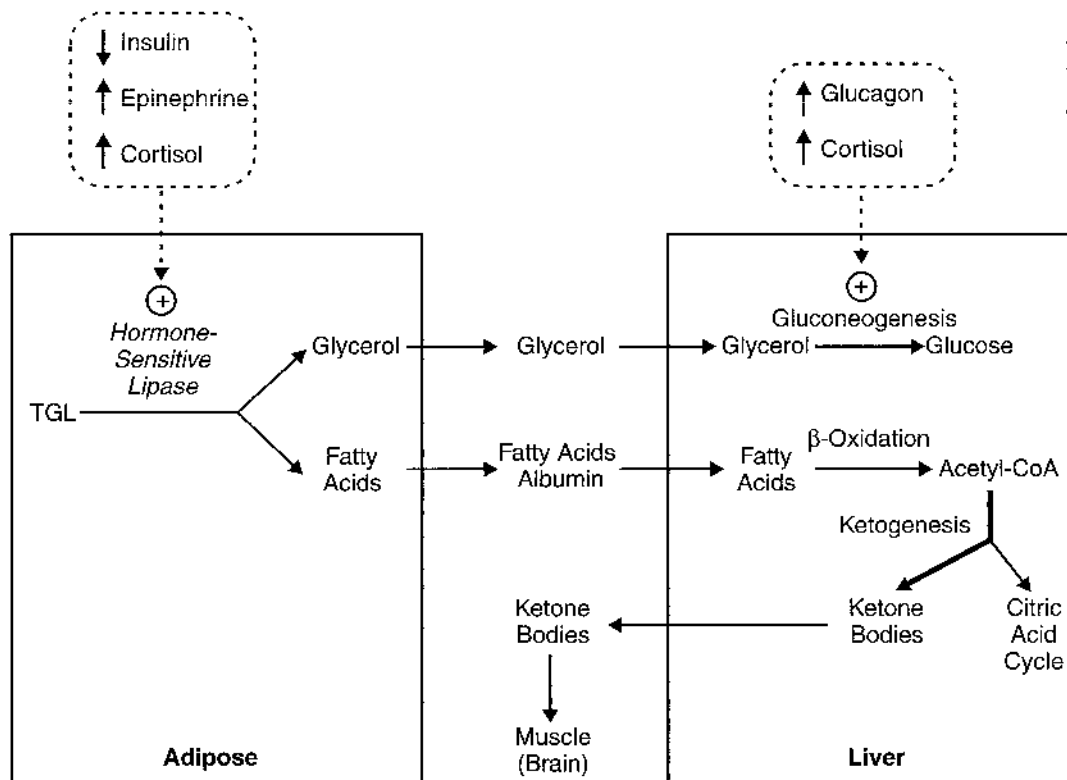 Insulin
Epinephrine
Cortisol
Glucagon
Cortisol
+
Hormone-
Sensitive
Lipase
TGL
Glycerol
Fatty
Acids
Glycerol
Fatty Acids
Albumin
+
Gluconeogenesis
Glycerol
Glucose
Fatty
Acids
β-Oxidation
Acetyl-CoA
Ketogenesis
Ketone
Bodies
Citric
Acid
Cycle
Ketone
Bodies
Muscle
(Brain)
Adipose
Liver